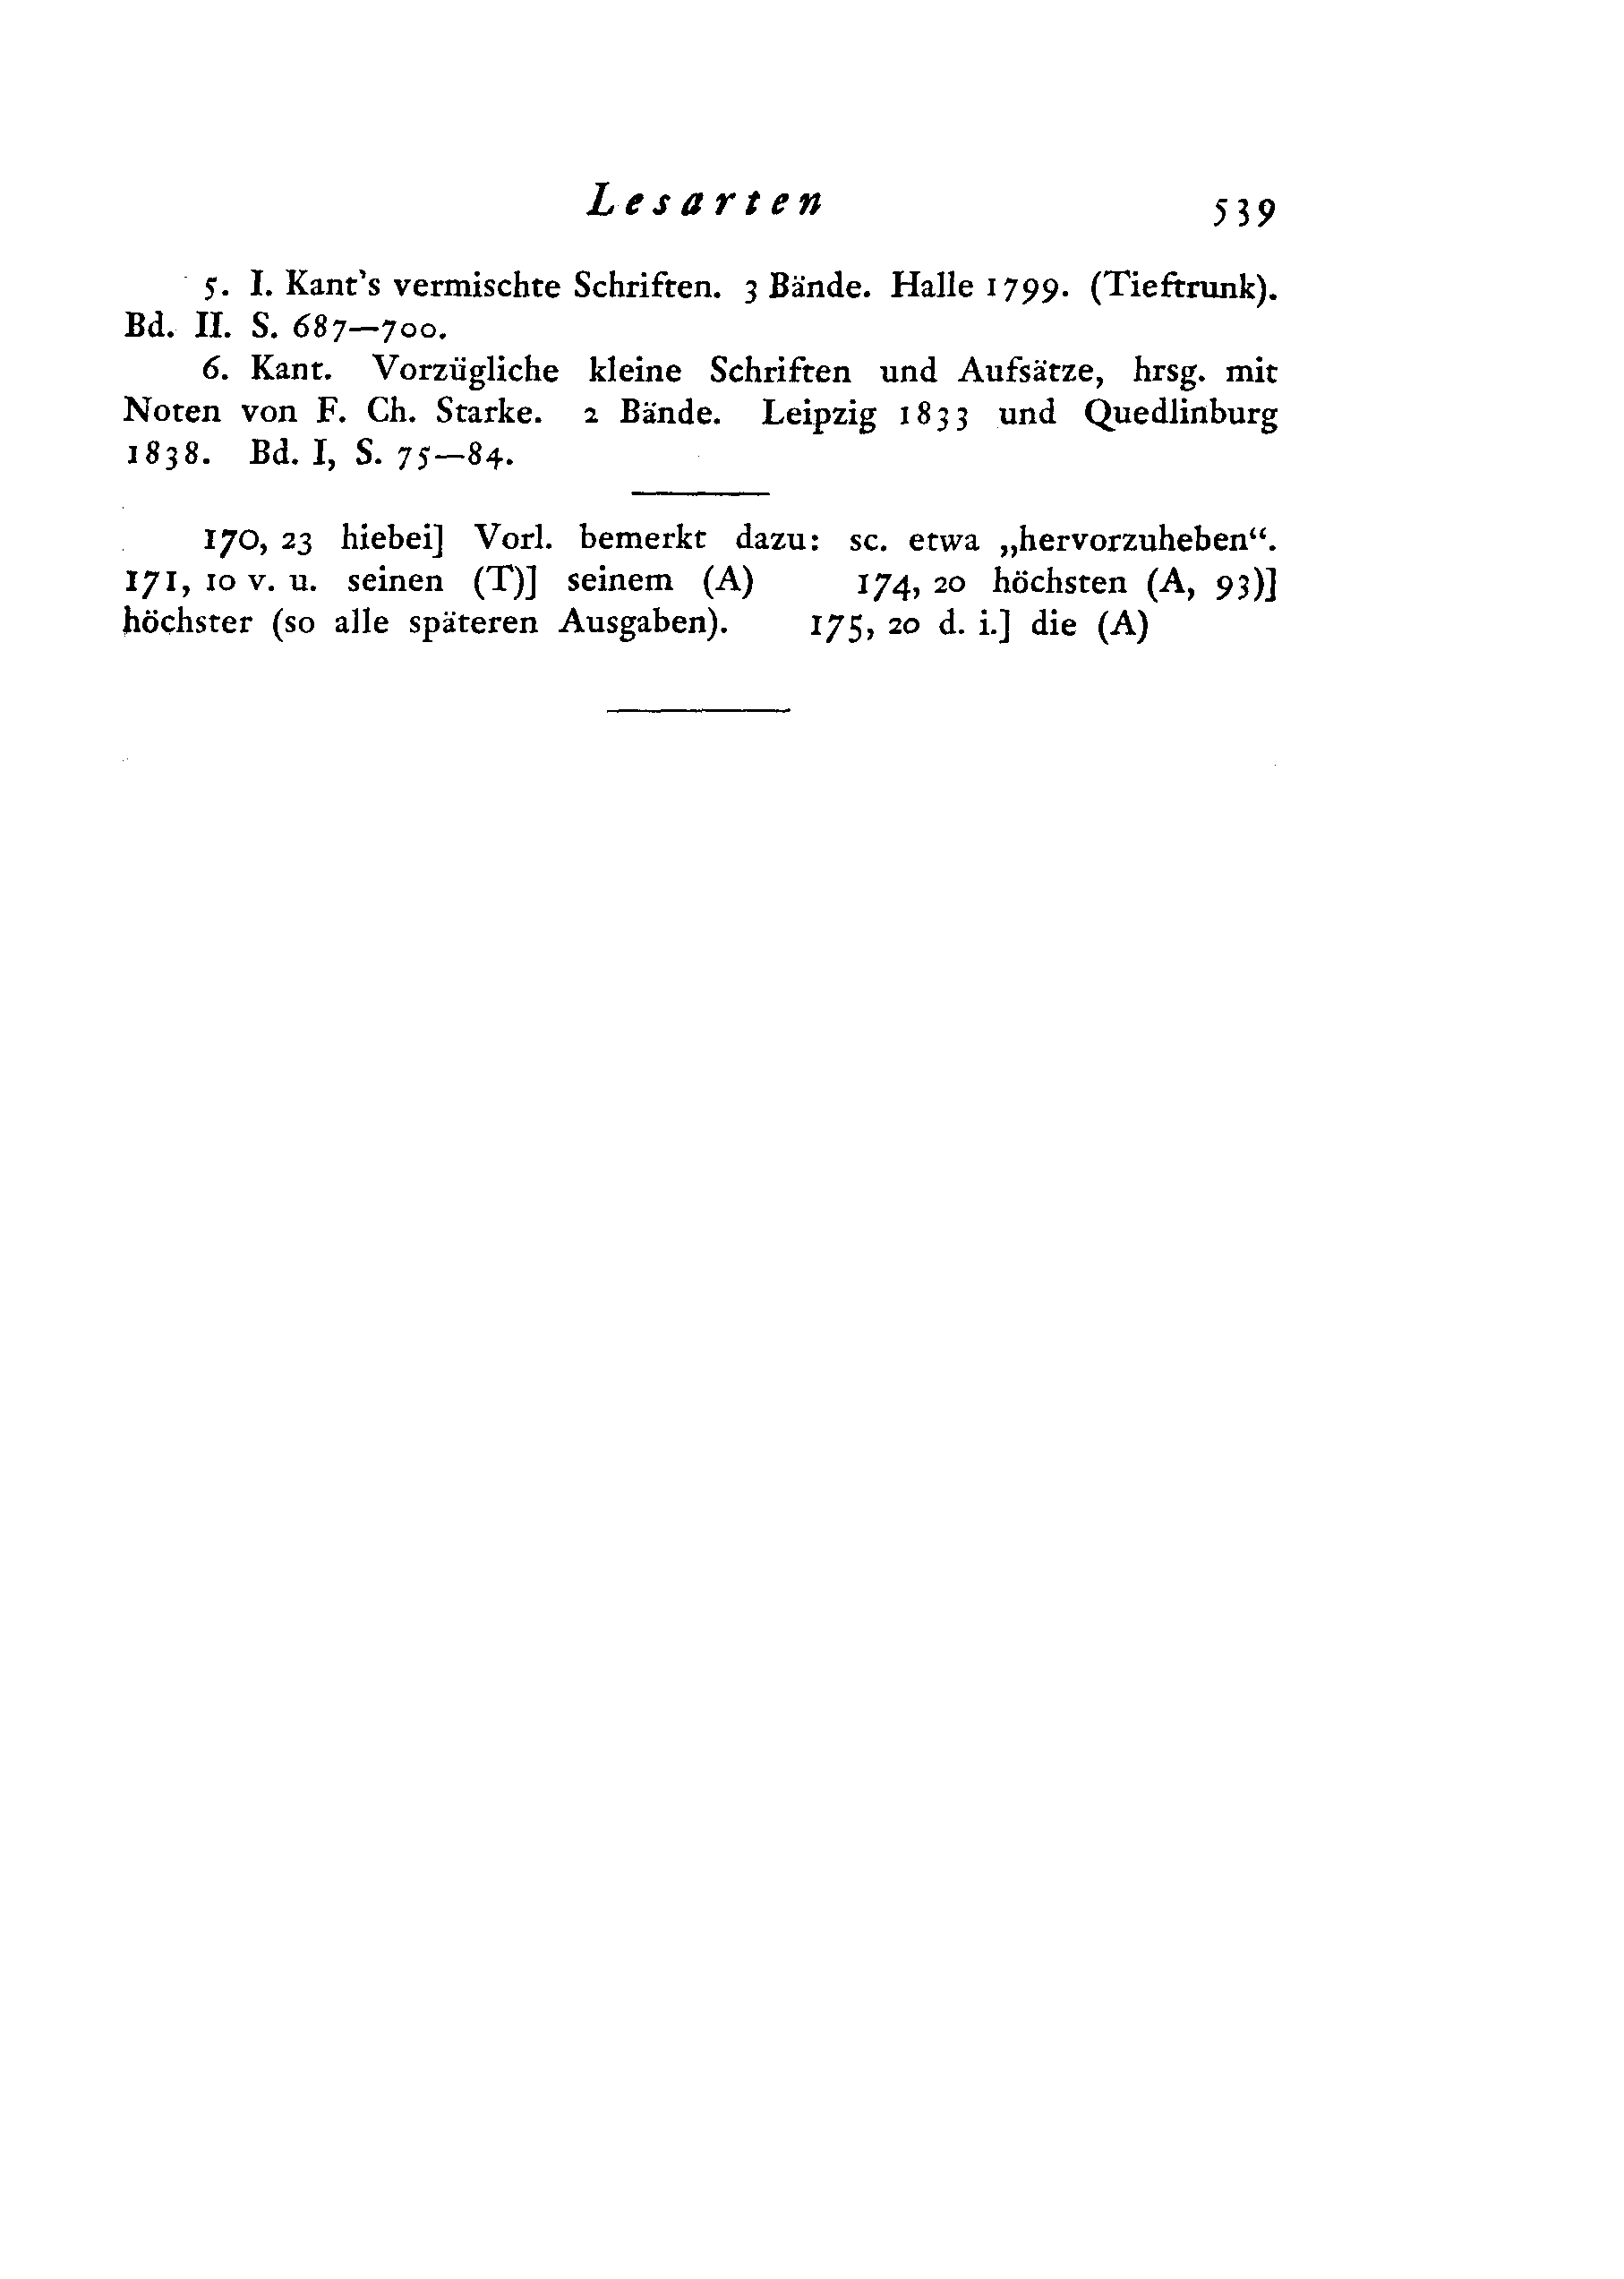 Lesarten 539
5. I. Kant's vermischte Schriften. 3 Bände. Halle 1799. (Tieftrunk).
Bd. II. S. 687—700.
6. Kant. Vorzügliche kleine Schriften und Aufsätze, hrsg. mit
Noten von F. Ch. Starke. 2 Bände. Leipzig 1833 und Quedlinburg
1838. Bd. I, S. 75—84.
170, 23 hiebei] Vorl. bemerkt dazu: sc. etwa „hervorzuheben“.
171, 10 v. u. seinen (T)] seinem (A) 174, 20 höchsten (A, 93)]
höchster (so alle späteren Ausgaben). 175, 20 d. i.] die (A)